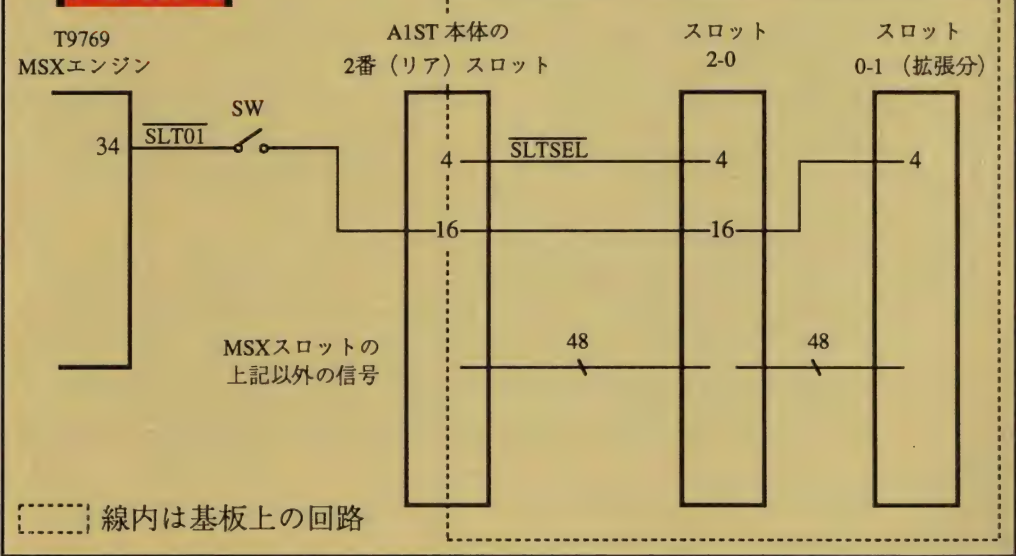 T9769
MSXエンジン
A1ST 本体の
2番（リア）スロット
スロット
2-0
スロット
0-1 （拡張分）
34
SLT01
SW
4
SLTSEL
4
4
16
16
MSXスロットの
上記以外の信号
48
48
線内は基板上の回路